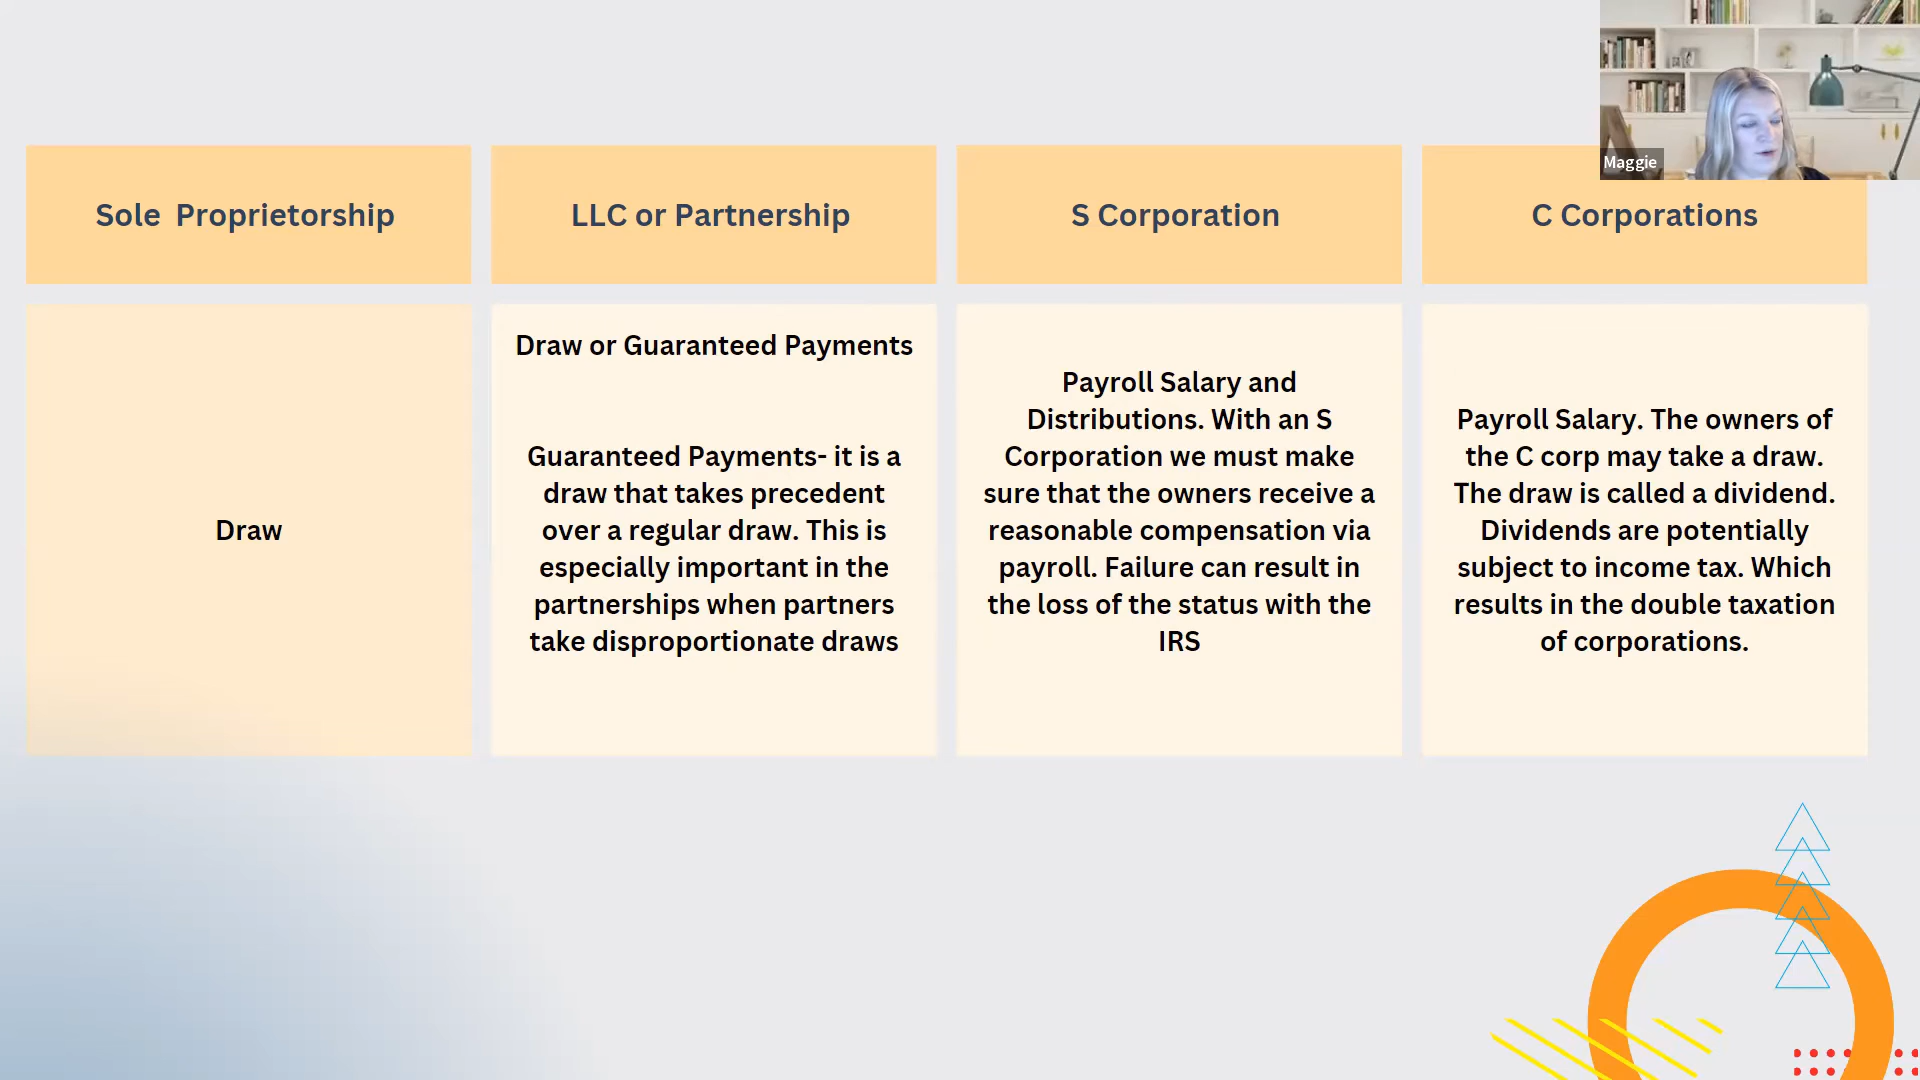 Maggie
Sole  Proprietorship
LLC or Partnership
S Corporation
C Corporations
Draw
Draw or Guaranteed Payments
Guaranteed Payments- it is a
draw that takes precedent
over a regular draw. This is
especially important in the
partnerships when partners
take disproportionate draws
Payroll Salary and
Distributions. With an S
Corporation we must make
sure that the owners receive a
reasonable compensation via
payroll. Failure can result in
the loss of the status with the
IRS
Payroll Salary. The owners of
the C corp may take a draw.
The draw is called a dividend.
Dividends are potentially
subject to income tax. Which
results in the double taxation
of corporations.